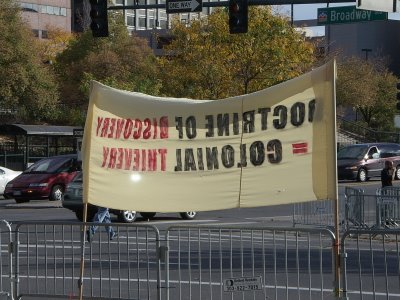 ONE WAY
Broadway
DOCTRINE OF DISCOVERY
= COLONIAL THIEVERY